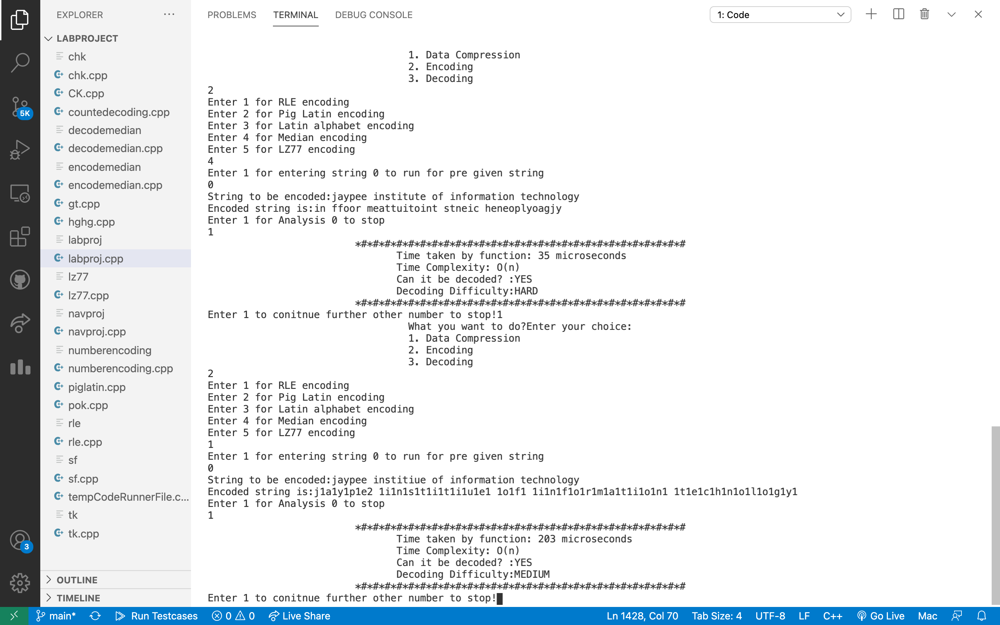 EXPLORER
LABPROJECT
chk
chk.cpp
CK.cpp
countedecoding.cpp
decodemedian
decodemedian.cpp
encodemedian
encodemedian.cpp
gt.cpp
hghg.cpp
labproj
labproj.cpp
lz77
lz77.cpp
navproj
navproj.cpp
numberencoding
numberencoding.cpp
piglatin.cpp
pok.cpp
rle
rle.cpp
sf
sf.cpp
tempCodeRunnerFile.c...
tk
tk.cpp
OUTLINE
TIMELINE
5K
3
PROBLEMS TERMINAL DEBUG CONSOLE 1: Code
1. Data Compression
2. Encoding
3. Decoding
2
Enter 1 for RLE encoding
Enter 2 for Pig Latin encoding
Enter 3 for Latin alphabet encoding
Enter 4 for Median encoding
Enter 5 for LZ77 encoding
4
Enter 1 for entering string 0 to run for pre given string
0
String to be encoded:jaypee institute of information technology
Encoded string is:in ffoor meattuitoint stneic heneoplyoagjy
Enter 1 for Analysis 0 to stop
1
*#*#*#*#*#*#*#*#*#*#*#*#*#*#*#*#*#*#*#*#*#*#*#*#*#*#*#*#
Time taken by function: 35 microseconds
Time Complexity: O(n)
Can it be decoded? :YES
Decoding Difficulty:HARD
*#*#*#*#*#*#*#*#*#*#*#*#*#*#*#*#*#*#*#*#*#*#*#*#*#*#*#*#
Enter 1 to conitnue further other number to stop!1
What you want to do?Enter your choice:
1. Data Compression
2. Encoding
3. Decoding
2
Enter 1 for RLE encoding
Enter 2 for Pig Latin encoding
Enter 3 for Latin alphabet encoding
Enter 4 for Median encoding
Enter 5 for LZ77 encoding
1
Enter 1 for entering string 0 to run for pre given string
0
String to be encoded:jaypee institiue of information technology
Encoded string is:j1a1y1p1e2 1i1n1s1t1i1t1i1u1e1 1o1f1 1i1n1f1o1r1m1a1t1i1o1n1 1t1e1c1h1n1o1l1o1g1y1
Enter 1 for Analysis 0 to stop
1
*#*#*#*#*#*#*#*#*#*#*#*#*#*#*#*#*#*#*#*#*#*#*#*#*#*#*#*#
Time taken by function: 203 microseconds
Time Complexity: O(n)
Can it be decoded? :YES
Decoding Difficulty:MEDIUM
*#*#*#*#*#*#*#*#*#*#*#*#*#*#*#*#*#*#*#*#*#*#*#*#*#*#*#*#
Enter 1 to conitnue further other number to stop!
main* Run Testcases 0 0 Live Share Ln 1428, Col 70 Tab Size: 4 UTF-8 LF C++ Go Live Mac